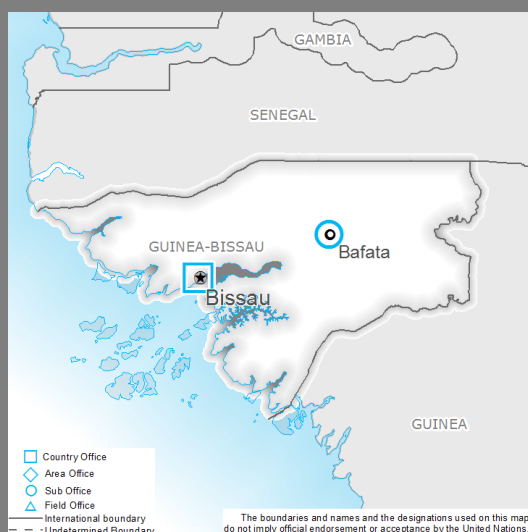 GAMBIA
SENEGAL
GUINEA-BISSAU
Bafata
Bissau
GUINEA
Country Office
Area Office
Sub Office
Field Office
International boundary
Undetermined Boundary
The boundaries and names and the designations used on this map
do not imply official endorsement or acceptance by the United Nations.